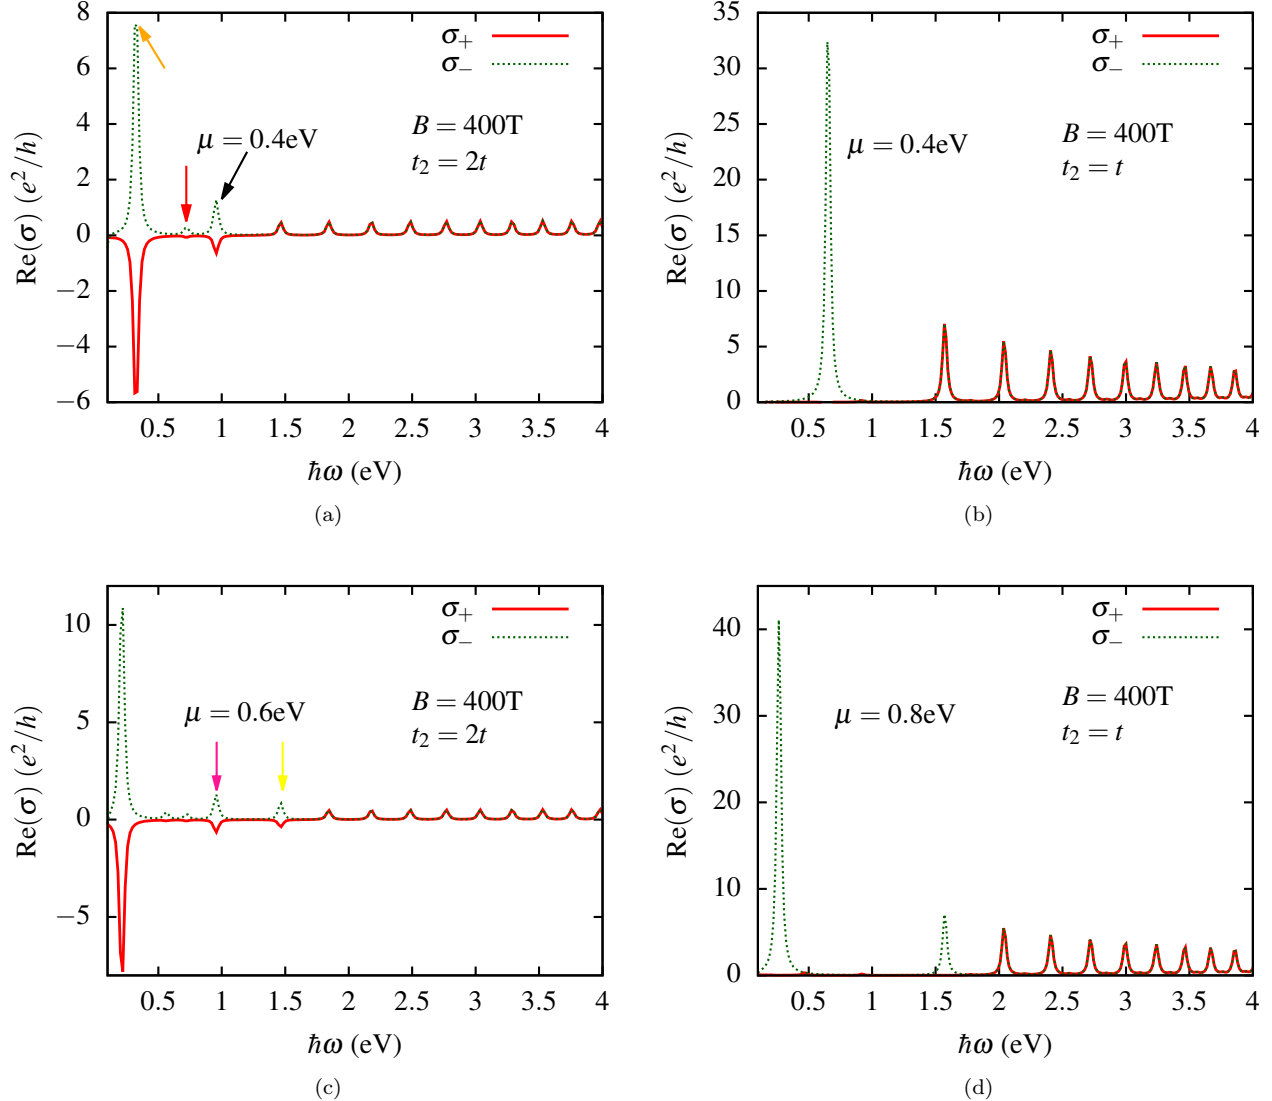 Re(σ) (e²/h)
8
6
4
2
0
−2
−4
−6
σ₊
σ₋
μ = 0.4eV
B = 400T
t₂ = 2t
0.5 1 1.5 2 2.5 3 3.5 4
ħω (eV)
(a)
Re(σ) (e²/h)
35
30
25
20
15
10
5
0
σ₊
σ₋
μ = 0.4eV
B = 400T
t₂ = t
0.5 1 1.5 2 2.5 3 3.5 4
ħω (eV)
(b)
Re(σ) (e²/h)
10
5
0
−5
σ₊
σ₋
μ = 0.6eV
B = 400T
t₂ = 2t
0.5 1 1.5 2 2.5 3 3.5 4
ħω (eV)
(c)
Re(σ) (e²/h)
40
30
20
10
0
σ₊
σ₋
μ = 0.8eV
B = 400T
t₂ = t
0.5 1 1.5 2 2.5 3 3.5 4
ħω (eV)
(d)